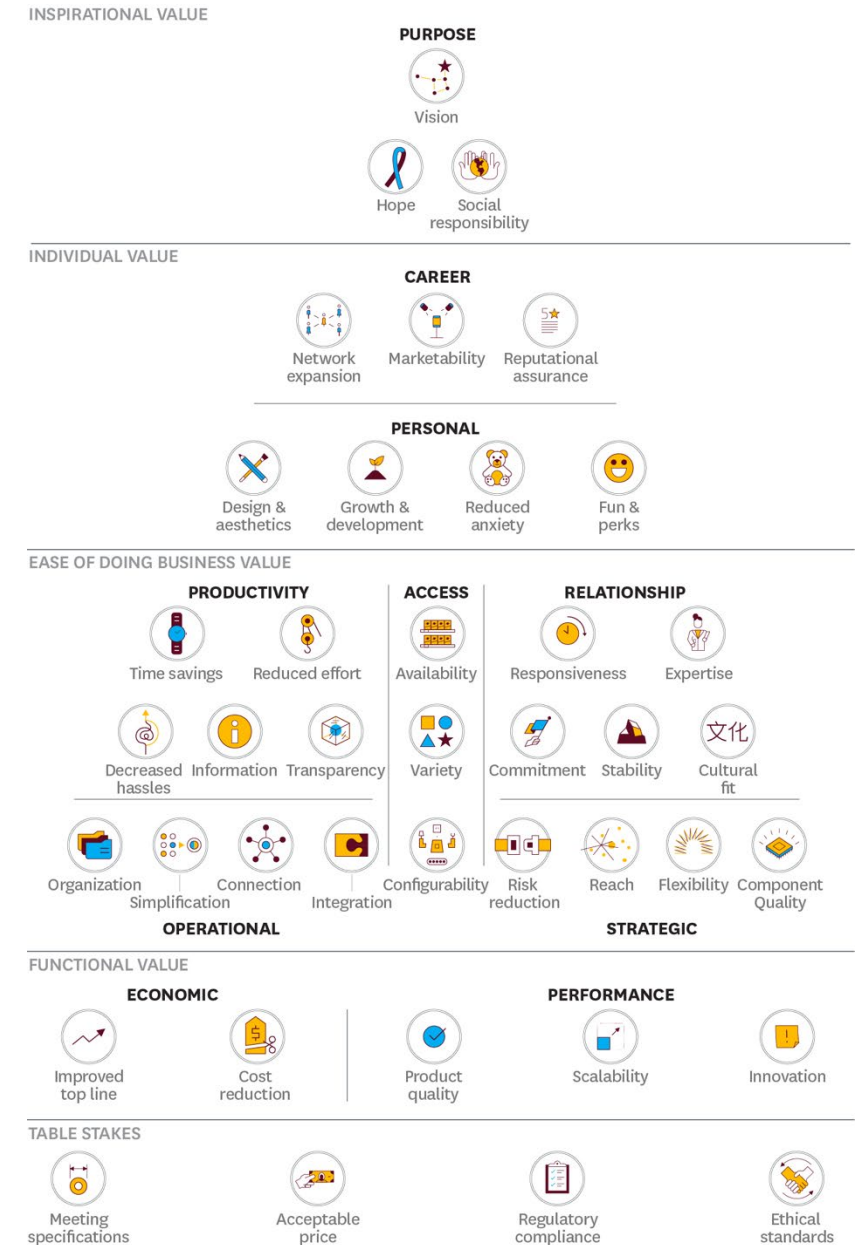 INSPIRATIONAL VALUE
PURPOSE
Vision
Hope
Social
responsibility
INDIVIDUAL VALUE
CAREER
Network
expansion
Marketability
Reputational
assurance
PERSONAL
Design &
aesthetics
Growth &
development
Reduced
anxiety
Fun &
perks
EASE OF DOING BUSINESS VALUE
PRODUCTIVITY
Time savings
Reduced effort
Decreased
hassles
Information
Transparency
ACCESS
Availability
Variety
Configurability
RELATIONSHIP
Responsiveness
Expertise
Commitment
Stability
文化
Cultural
fit
Organization
Simplification
Connection
Integration
OPERATIONAL
Risk
reduction
Reach
Flexibility
Component
Quality
STRATEGIC
FUNCTIONAL VALUE
ECONOMIC
Improved
top line
$
Cost
reduction
PERFORMANCE
Product
quality
Scalability
!
Innovation
TABLE STAKES
Meeting
specifications
Acceptable
price
Regulatory
compliance
Ethical
standards